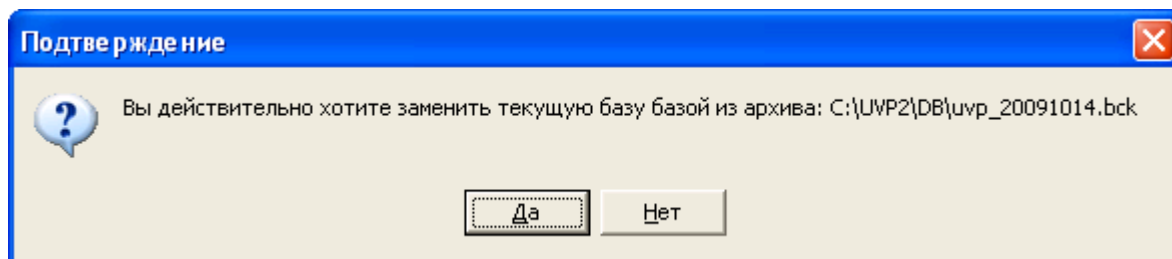 Подтверждение
Вы действительно хотите заменить текущую базу базой из архива: C:\UVP2\DB\uvp_20091014.bck
Да
Нет